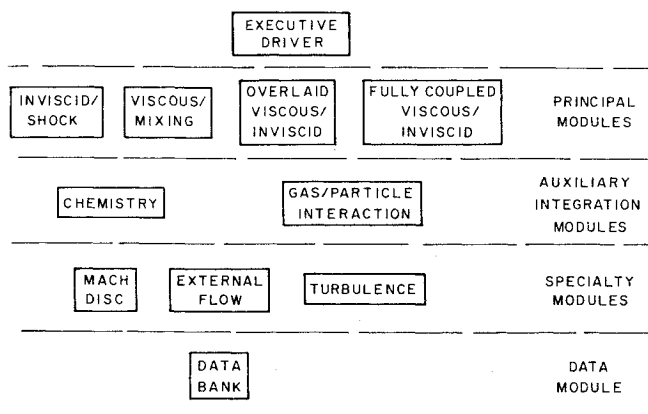 EXECUTIVE
DRIVER
INVISCID/
SHOCK
VISCOUS/
MIXING
OVERLAID
VISCOUS/
INVISCID
FULLY COUPLED
VISCOUS/
INVISCID
PRINCIPAL
MODULES
CHEMISTRY
GAS/PARTICLE
INTERACTION
AUXILIARY
INTEGRATION
MODULES
MACH
DISC
EXTERNAL
FLOW
TURBULENCE
SPECIALTY
MODULES
DATA
BANK
DATA
MODULE